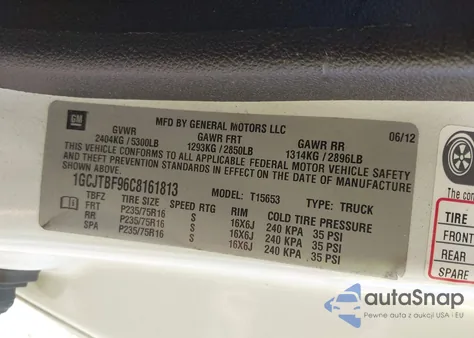 GM
MFD BY GENERAL MOTORS LLC 06/12
GVWR GAWR FRT GAWR RR
2404KG / 5300LB 1293KG / 2850LB 1314KG / 2896LB
THIS VEHICLE CONFORMS TO ALL APPLICABLE FEDERAL MOTOR VEHICLE
SAFETY STANDARDS IN EFFECT ON THE DATE OF MANUFACTURE SHOWN ABOVE.
1GCJTBF96C8161813 T15653 TYPE: TRUCK
TBFZ TIRE SIZE SPEED RTG RIM COLD TIRE PRESSURE
FRT P235/75R16 S 16X6J 240 KPA 35 PSI
RR P235/75R16 S 16X6J 240 KPA 35 PSI
SPA P235/75R16 S 16X6J 240 KPA 35 PSI
The
TIRE
FRONT
REAR
SPARE
autoSnap
Pewne auta z aukcji USA i EU